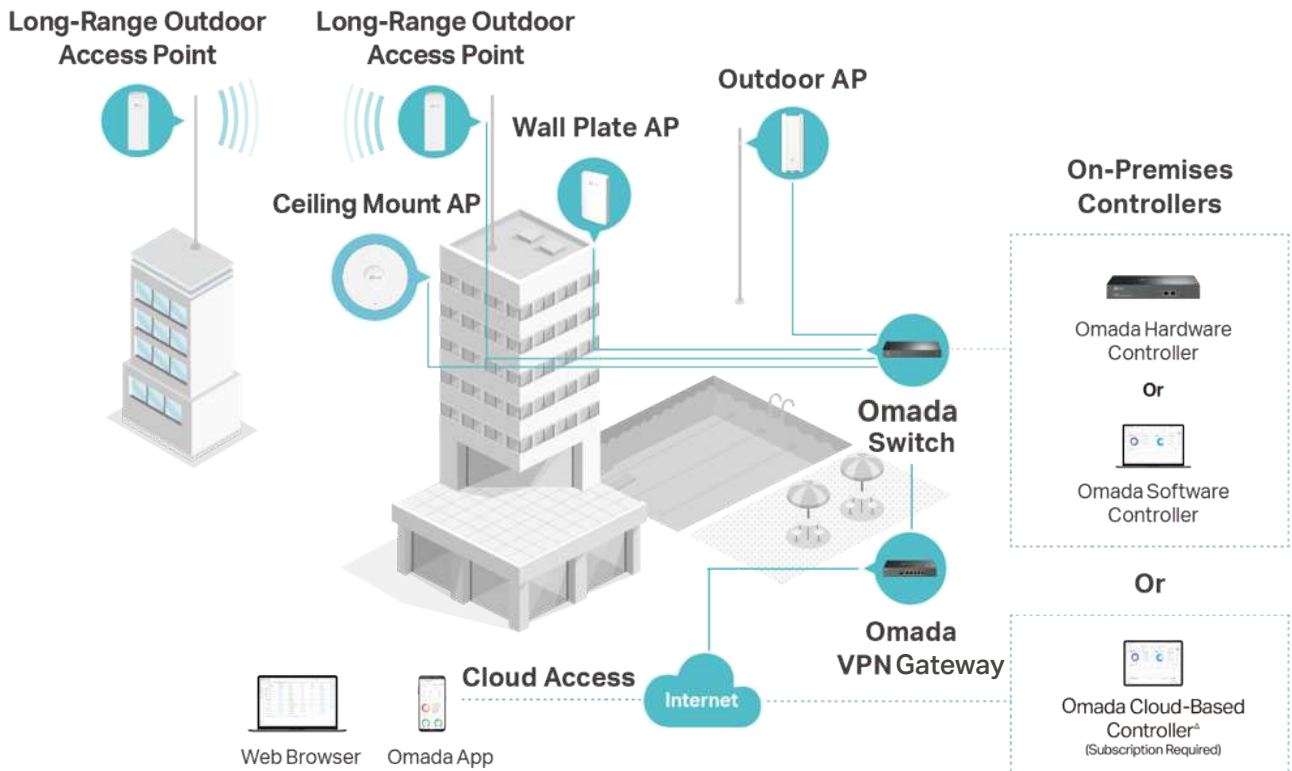 Long-Range Outdoor
Access Point
Long-Range Outdoor
Access Point
Outdoor AP
Wall Plate AP
Ceiling Mount AP
On-Premises
Controllers
Omada Hardware
Controller
Or
Omada Software
Controller
Omada
Switch
Or
Omada
VPN Gateway
Cloud Access
Internet
Web Browser
Omada App
Omada Cloud-Based
Controller△
(Subscription Required)